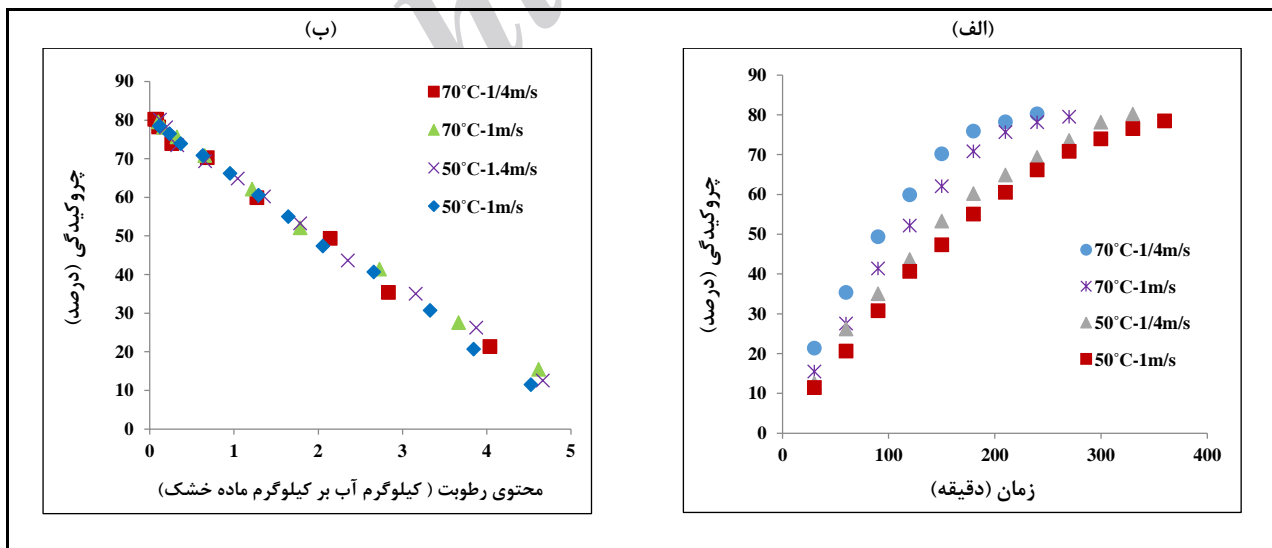 (الف)
90
80
70
60
50
40
30
20
10
0
چروکیدگی (درصد)
70°C-1/4m/s
70°C-1m/s
50°C-1/4m/s
50°C-1m/s
0 100 200 300 400
زمان (دقیقه)
(ب)
90
80
70
60
50
40
30
20
10
0
چروکیدگی (درصد)
70°C-1/4m/s
70°C-1m/s
50°C-1.4m/s
50°C-1m/s
0 1 2 3 4 5
محتوی رطوبت ( کیلوگرم آب بر کیلوگرم ماده خشک)